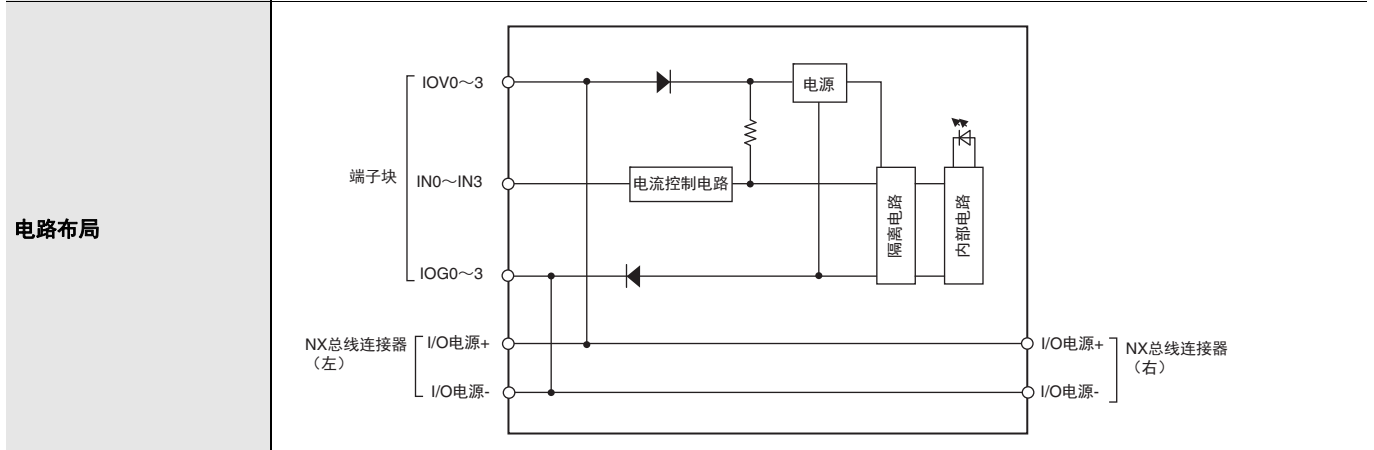 电路布局
端子块
IOV0～3
IN0～IN3
IOG0～3
电源
电流控制电路
隔离电路
内部电路
NX总线连接器
（左）
I/O电源+
I/O电源-
I/O电源+
I/O电源-
NX总线连接器
（右）